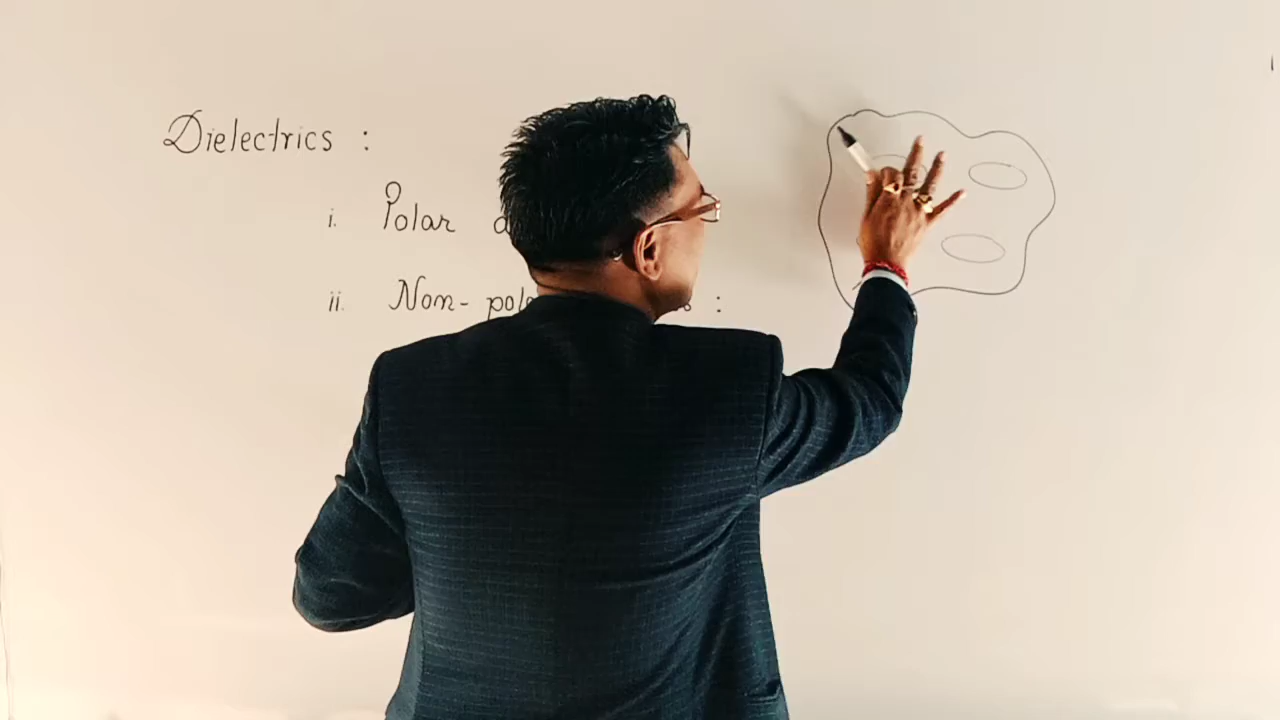 Dielectrics :
i. Polar
ii. Non-
: